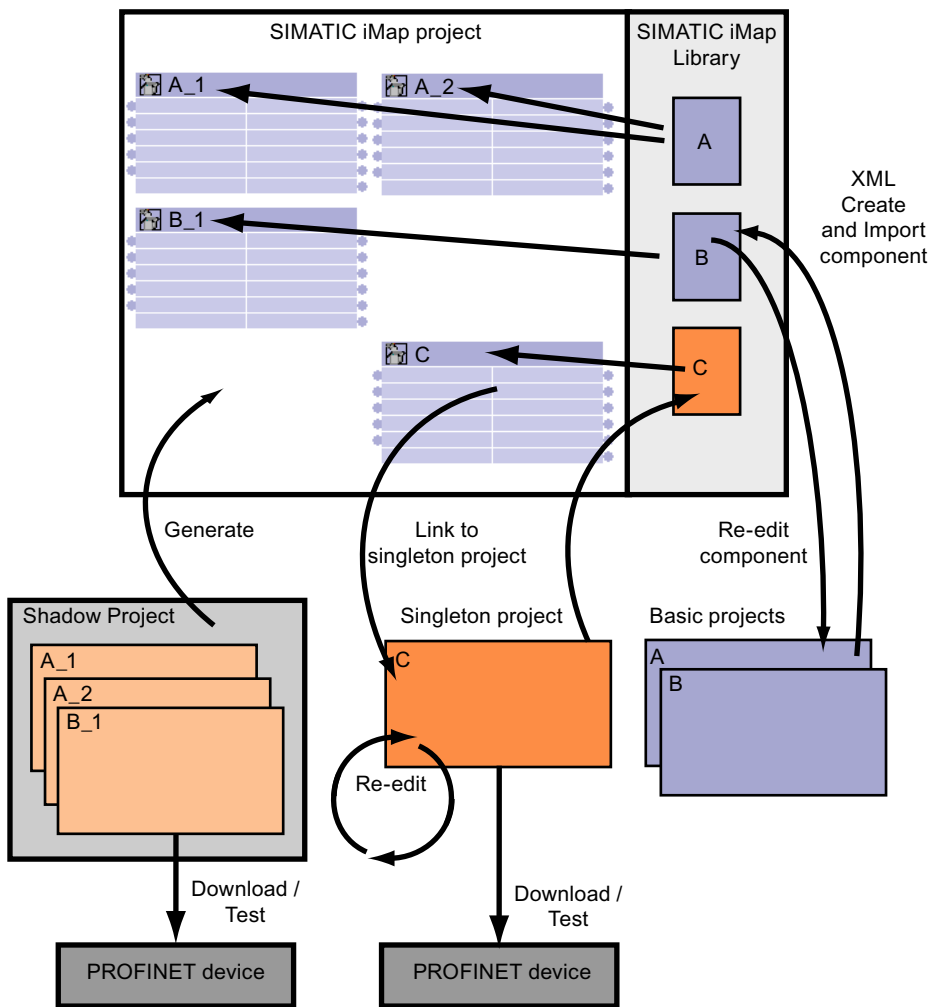 SIMATIC iMap project
SIMATIC iMap
Library
A_1
A_2
A
B_1
B
C
C
XML
Create
and Import
component
Generate
Link to
singleton project
Re-edit
component
Shadow Project
A_1
A_2
B_1
Singleton project
C
Re-edit
Basic projects
A
B
Download /
Test
Download /
Test
PROFINET device
PROFINET device